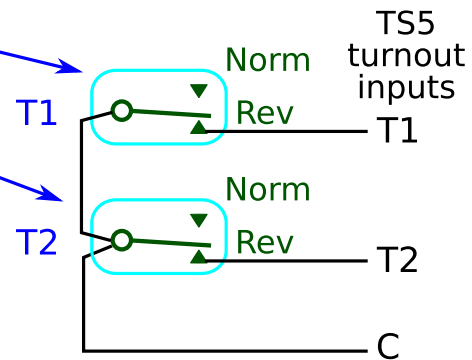 TS5
turnout
inputs
Norm
T1
Rev
T1
Norm
T2
Rev
T2
C